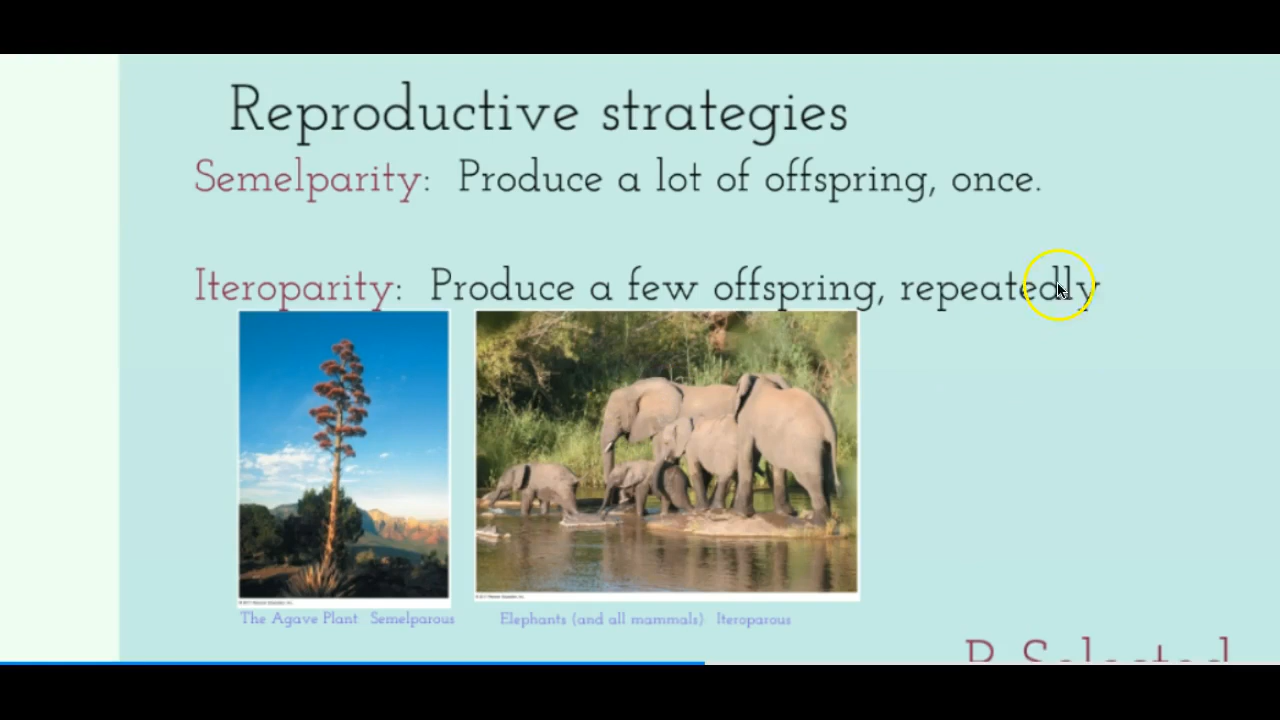 Reproductive strategies
Semelparity: Produce a lot of offspring, once.
Iteroparity: Produce a few offspring, repeatedly
The Agave Plant: Semelparous
Elephants (and all mammals): Iteroparous
R Selected